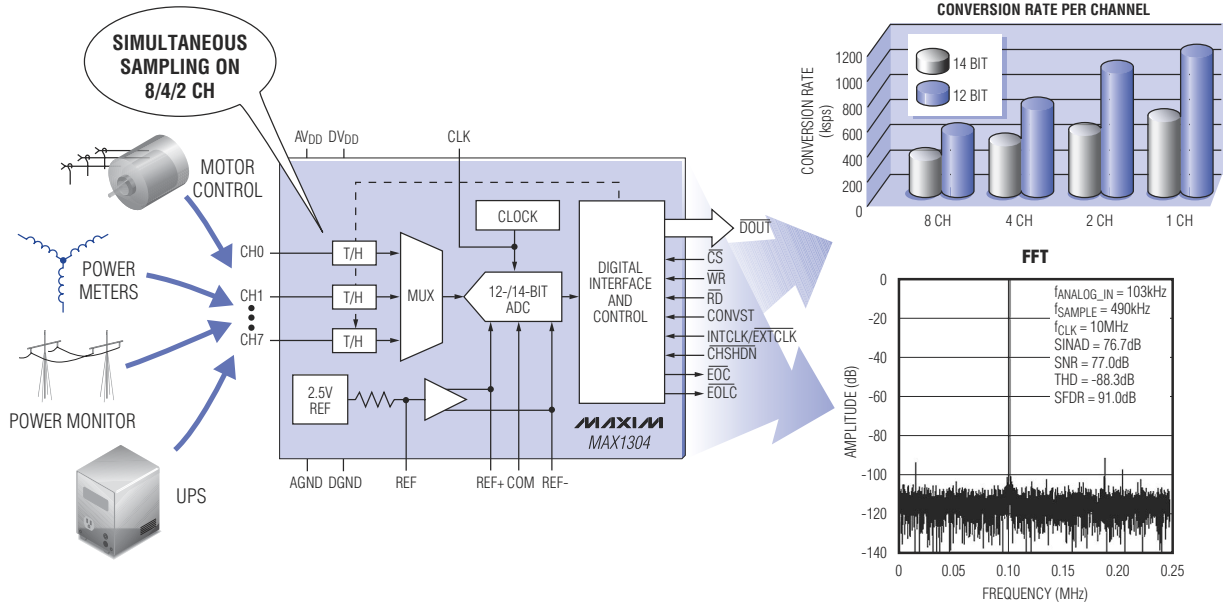 SIMULTANEOUS
SAMPLING ON
8/4/2 CH
MOTOR
CONTROL
POWER
METERS
POWER MONITOR
UPS
AVDD
DVDD
CLK
CH0
CH1
CH7
T/H
T/H
T/H
MUX
CLOCK
12-/14-BIT
ADC
2.5V
REF
DIGITAL
INTERFACE
AND
CONTROL
MAXIM
MAX1304
DOUT
CS
WR
RD
CONVST
INTCLK/EXTCLK
CHSHDN
EOC
EOLC
AGND
DGND
REF
REF+
COM
REF-
CONVERSION RATE PER CHANNEL
CONVERSION RATE
(ksps)
1200
1000
800
600
400
200
0
14 BIT
12 BIT
8 CH
4 CH
2 CH
1 CH
FFT
AMPLITUDE (dB)
0
-20
-40
-60
-80
-100
-120
-140
fANALOG_IN = 103kHz
fSAMPLE = 490kHz
fCLK = 10MHz
SINAD = 76.7dB
SNR = 77.0dB
THD = -88.3dB
SFDR = 91.0dB
0
0.05
0.10
0.15
0.20
0.25
FREQUENCY (MHz)